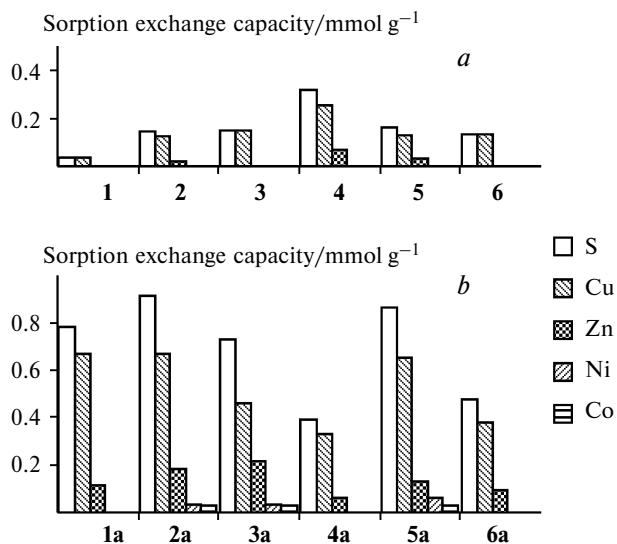 Sorption exchange capacity/mmol g⁻¹
a
0.4
0.2
1 2 3 4 5 6
Sorption exchange capacity/mmol g⁻¹
b
0.8
0.6
0.4
0.2
1a 2a 3a 4a 5a 6a
S
Cu
Zn
Ni
Co